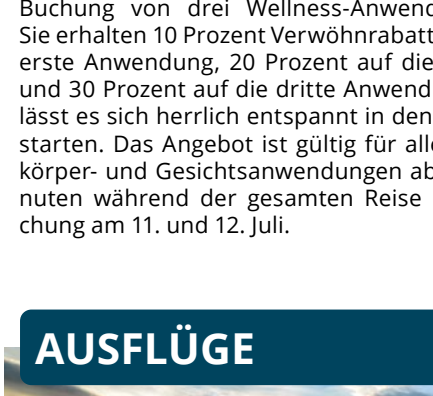 Buchung von drei Wellness-Anwend
Sie erhalten 10 Prozent Verwöhnrabatt
erste Anwendung, 20 Prozent auf die
und 30 Prozent auf die dritte Anwend
lässt es sich herrlich entspannt in den
starten. Das Angebot ist gültig für alle
körper- und Gesichtsanwendungen ab
nuten während der gesamten Reise
chung am 11. und 12. Juli.
AUSFLÜGE